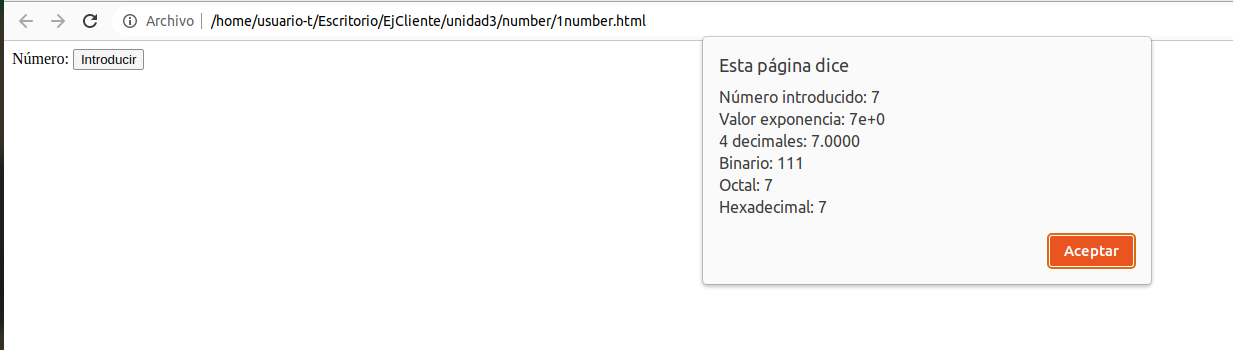 Archivo | /home/usuario-t/Escritorio/EjCliente/unidad3/number/1number.html
Número: Introducir
Esta página dice
Número introducido: 7
Valor exponencia: 7e+0
4 decimales: 7.0000
Binario: 111
Octal: 7
Hexadecimal: 7
Aceptar